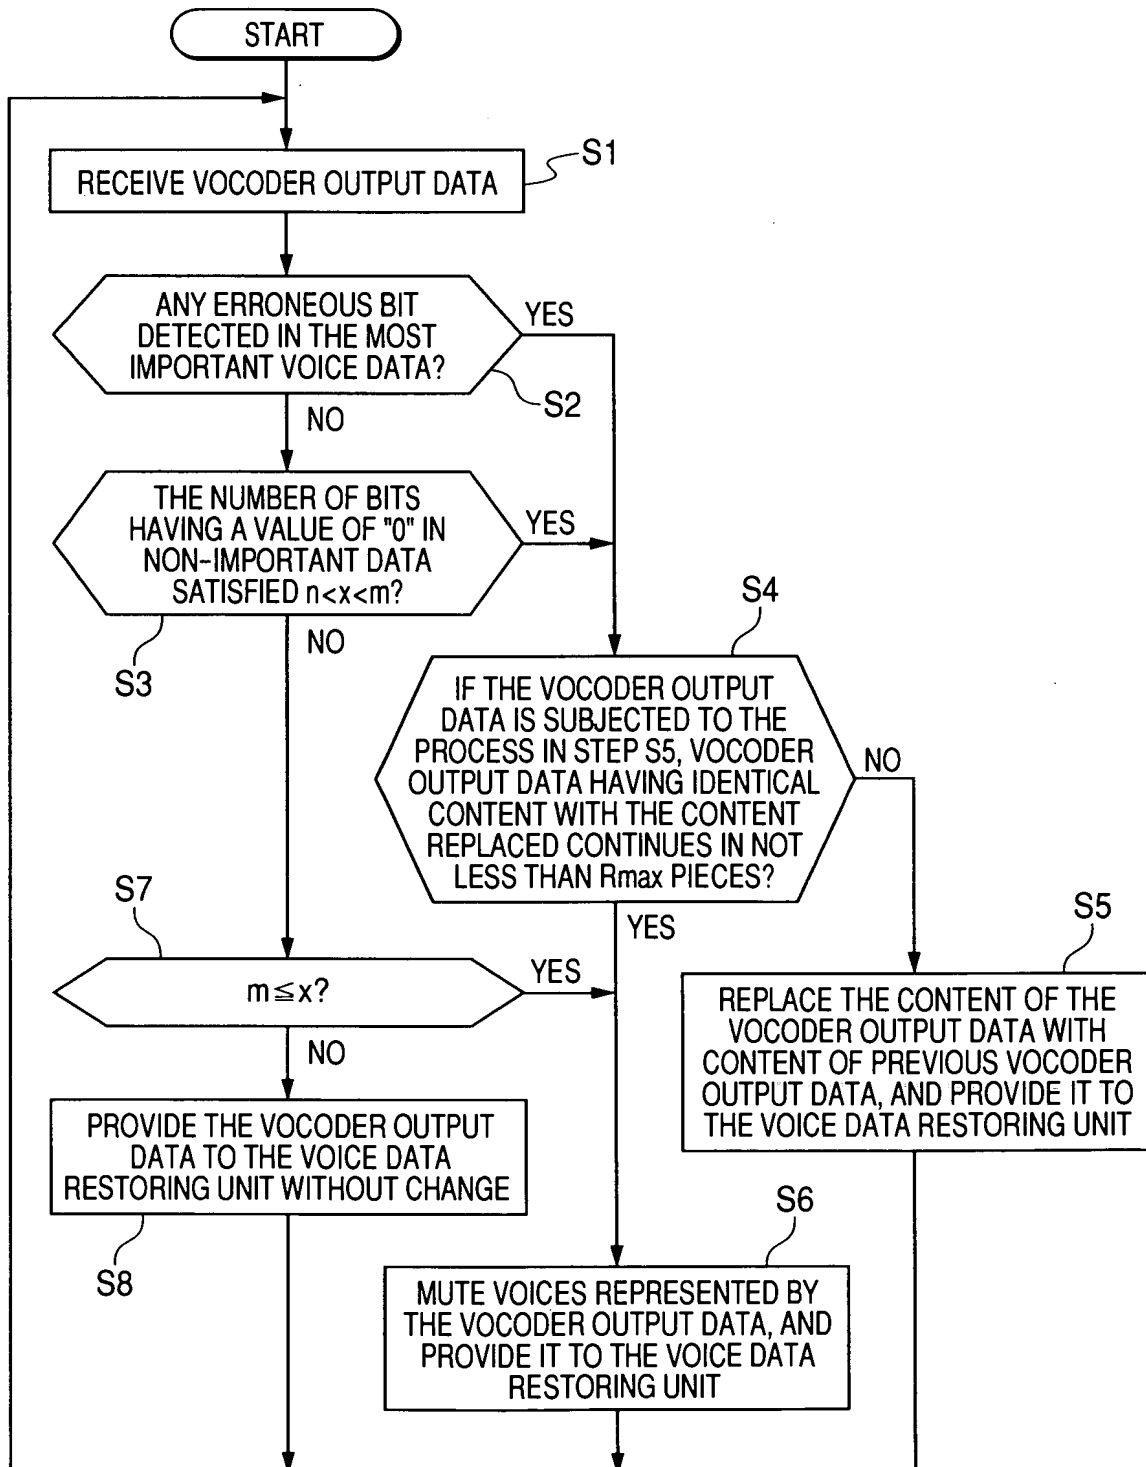 START
RECEIVE VOCODER OUTPUT DATA
S1
ANY ERRONEOUS BIT
DETECTED IN THE MOST
IMPORTANT VOICE DATA?
YES
S2
NO
THE NUMBER OF BITS
HAVING A VALUE OF "0" IN
NON-IMPORTANT DATA
SATISFIED n<x<m?
YES
S3
NO
S4
IF THE VOCODER OUTPUT
DATA IS SUBJECTED TO THE
PROCESS IN STEP S5, VOCODER
OUTPUT DATA HAVING IDENTICAL
CONTENT WITH THE CONTENT
REPLACED CONTINUES IN NOT
LESS THAN Rmax PIECES?
NO
YES
S7
m≦x?
YES
NO
S5
REPLACE THE CONTENT OF THE
VOCODER OUTPUT DATA WITH
CONTENT OF PREVIOUS VOCODER
OUTPUT DATA, AND PROVIDE IT TO
THE VOICE DATA RESTORING UNIT
PROVIDE THE VOCODER OUTPUT
DATA TO THE VOICE DATA
RESTORING UNIT WITHOUT CHANGE
S8
S6
MUTE VOICES REPRESENTED BY
THE VOCODER OUTPUT DATA, AND
PROVIDE IT TO THE VOICE DATA
RESTORING UNIT